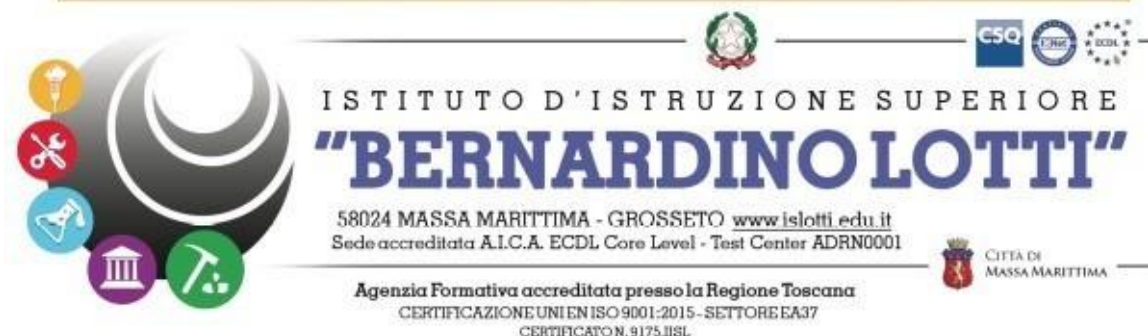 CSQ
IQNet
ECDL
ISTITUTO D'ISTRUZIONE SUPERIORE
"BERNARDINO LOTTI"
58024 MASSA MARITTIMA - GROSSETO www.islotti.edu.it
Sede accreditata A.I.C.A. ECDL Core Level - Test Center ADRN0001
CITTÀ DI
MASSA MARITTIMA
Agenzia Formativa accreditata presso la Regione Toscana
CERTIFICAZIONE UNI EN ISO 9001:2015 - SETTORE EA37
CERTIFICATO N. 9175.IISL